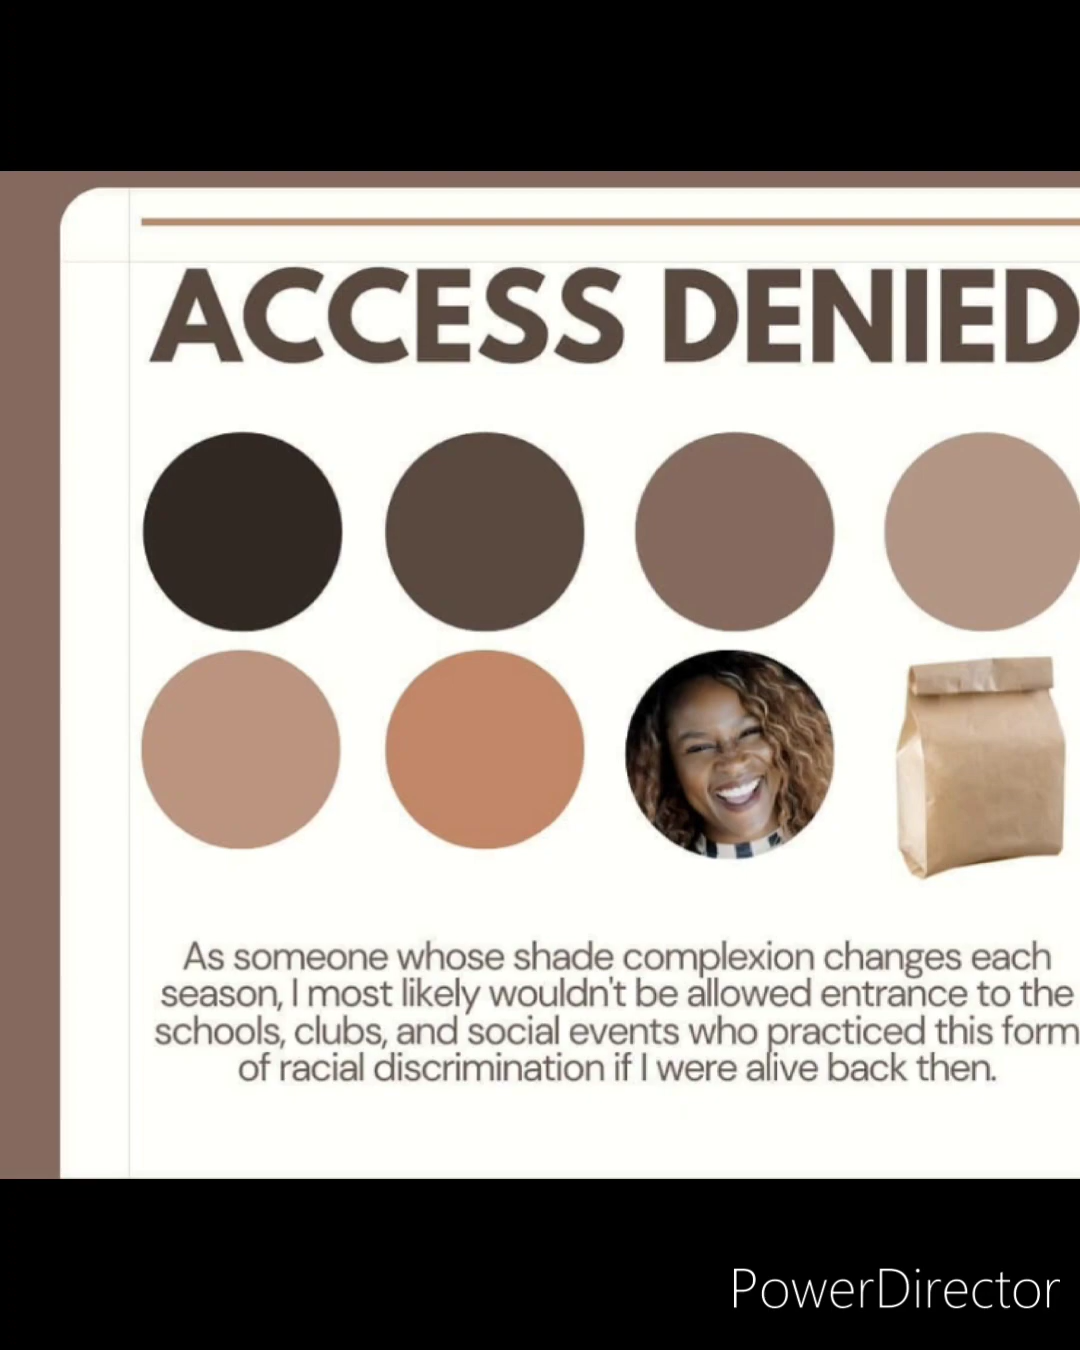 ACCESS DENIED
As someone whose shade complexion changes each
season, I most likely wouldn't be allowed entrance to the
schools, clubs, and social events who practiced this form
of racial discrimination if I were alive back then.
PowerDirector